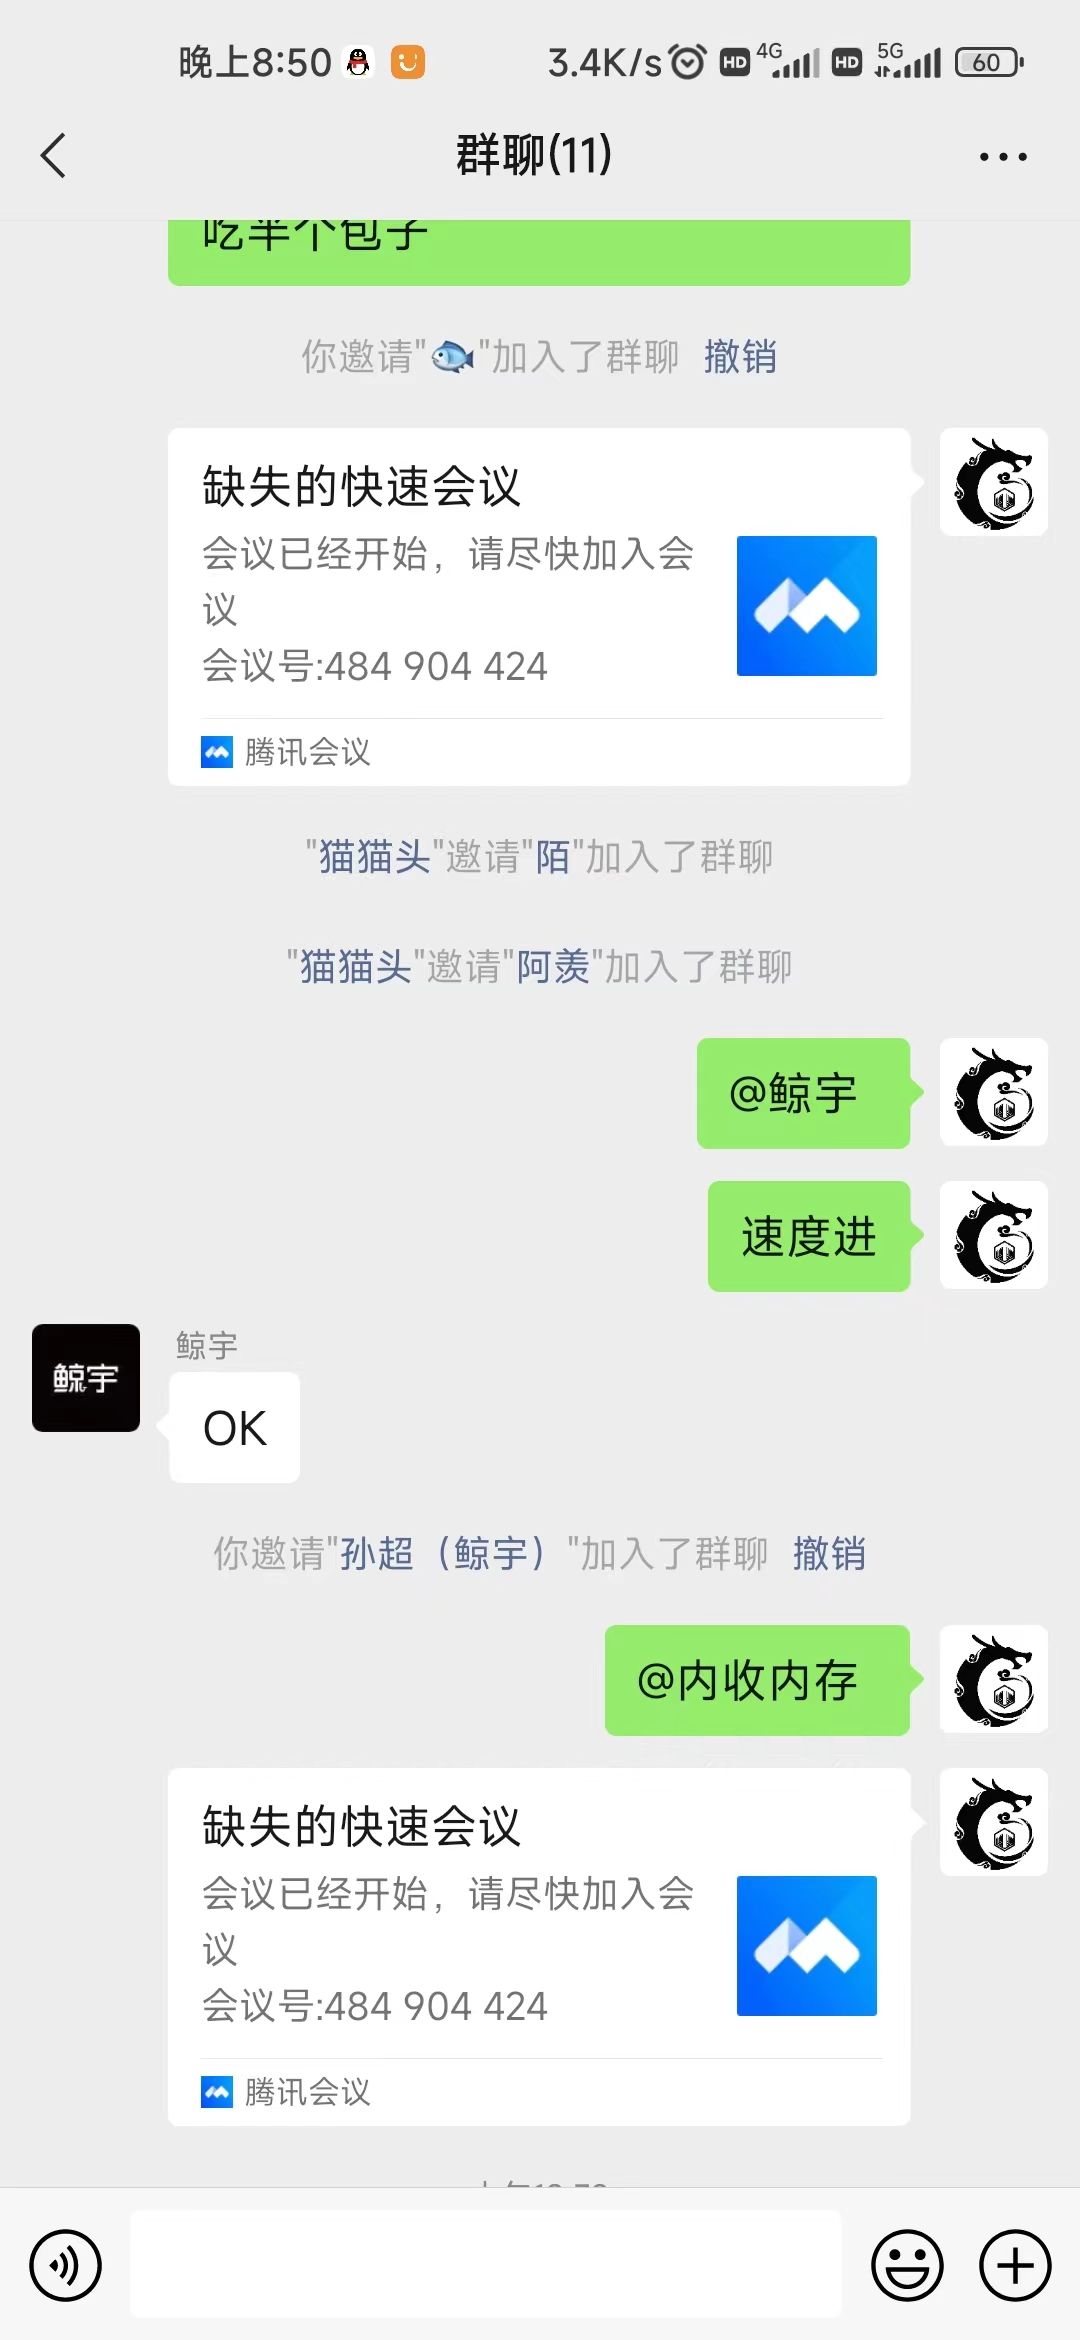 晚上8:50
3.4K/s
HD
4G
HD
5G
60
群聊(11)
吃半个包子
你邀请"🐟"加入了群聊 撤销
缺失的快速会议
会议已经开始，请尽快加入会
议
会议号:484 904 424
腾讯会议
"猫猫头"邀请"陌"加入了群聊
"猫猫头"邀请"阿羡"加入了群聊
@鲸宇
速度进
鲸宇
鲸宇
OK
你邀请"孙超（鲸宇）"加入了群聊 撤销
@内收内存
缺失的快速会议
会议已经开始，请尽快加入会
议
会议号:484 904 424
腾讯会议